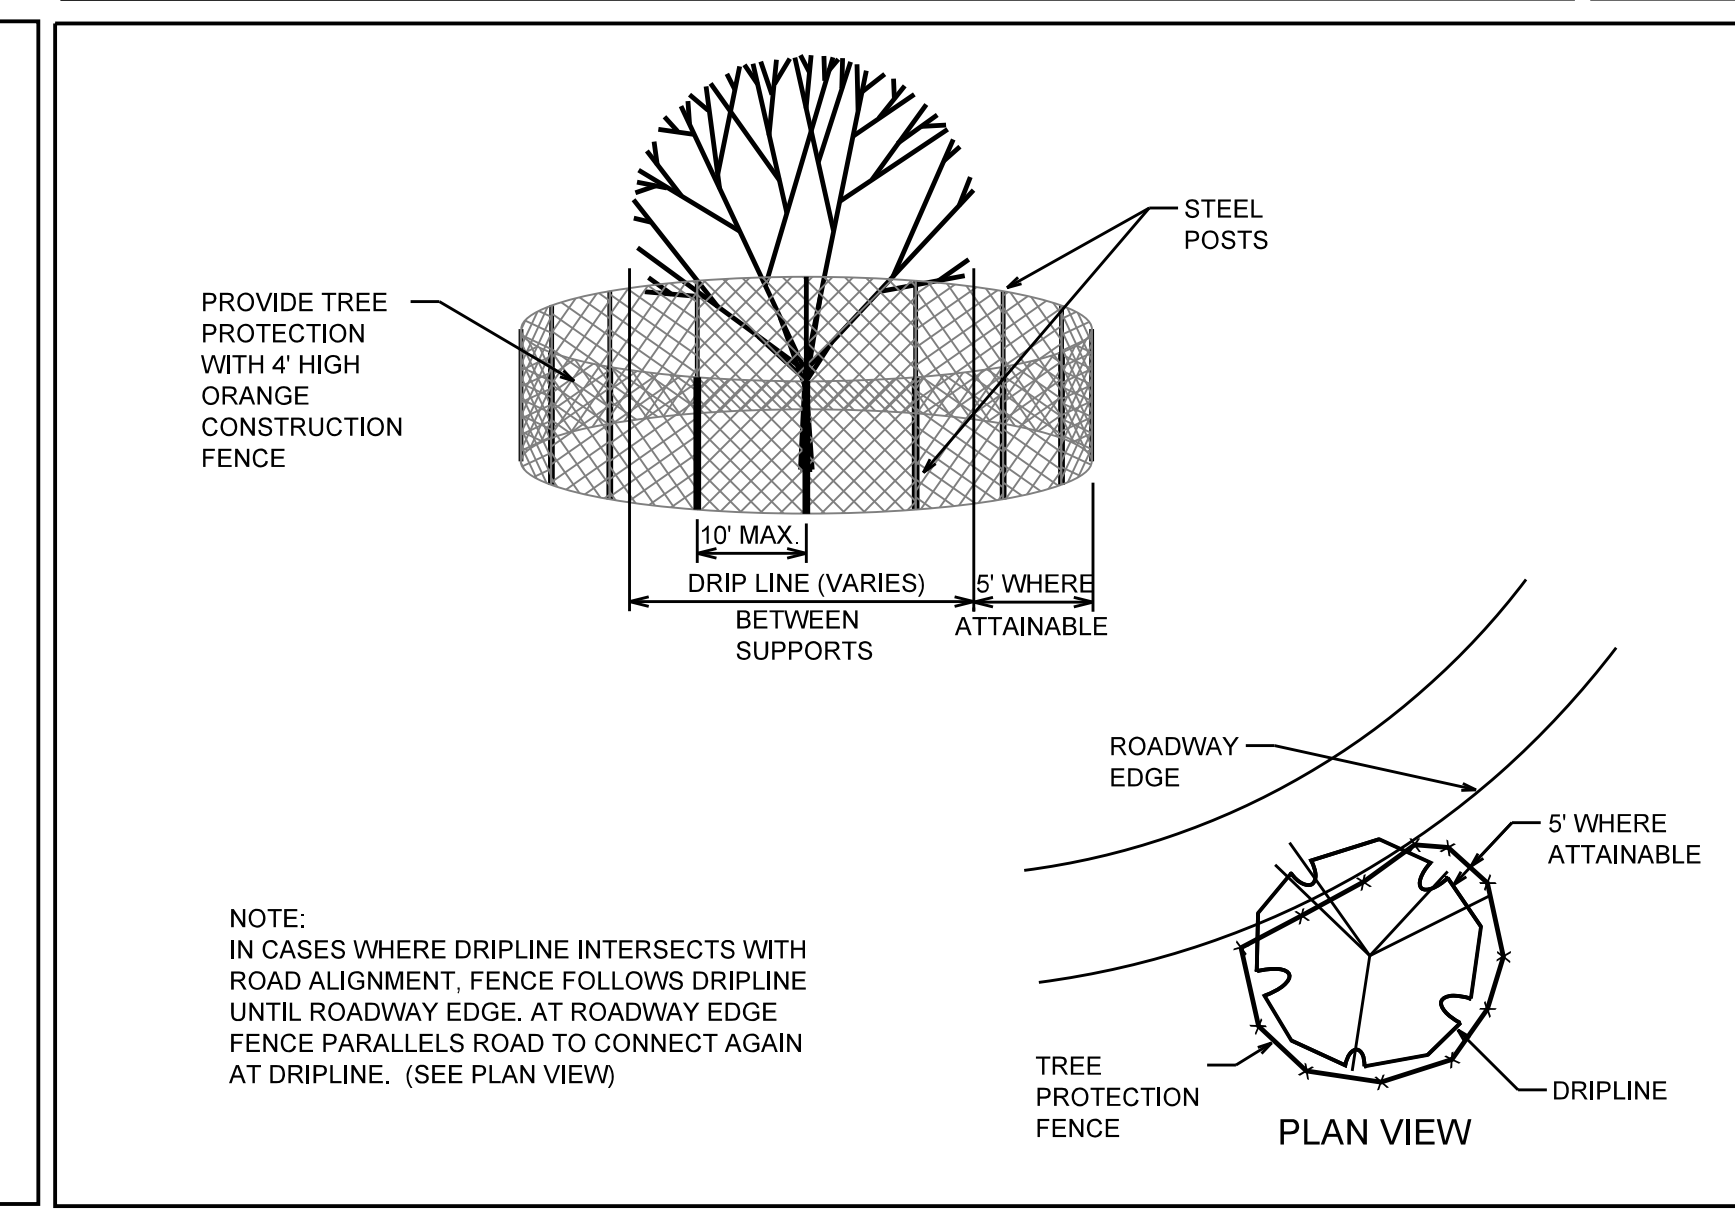 STEEL
POSTS
PROVIDE TREE
PROTECTION
WITH 4' HIGH
ORANGE
CONSTRUCTION
FENCE
10' MAX.
DRIP LINE (VARIES)
BETWEEN
SUPPORTS
5' WHERE
ATTAINABLE
ROADWAY
EDGE
5' WHERE
ATTAINABLE
NOTE:
IN CASES WHERE DRIPLINE INTERSECTS WITH
ROAD ALIGNMENT, FENCE FOLLOWS DRIPLINE
UNTIL ROADWAY EDGE. AT ROADWAY EDGE
FENCE PARALLELS ROAD TO CONNECT AGAIN
AT DRIPLINE. (SEE PLAN VIEW)
TREE
PROTECTION
FENCE
DRIPLINE
PLAN VIEW